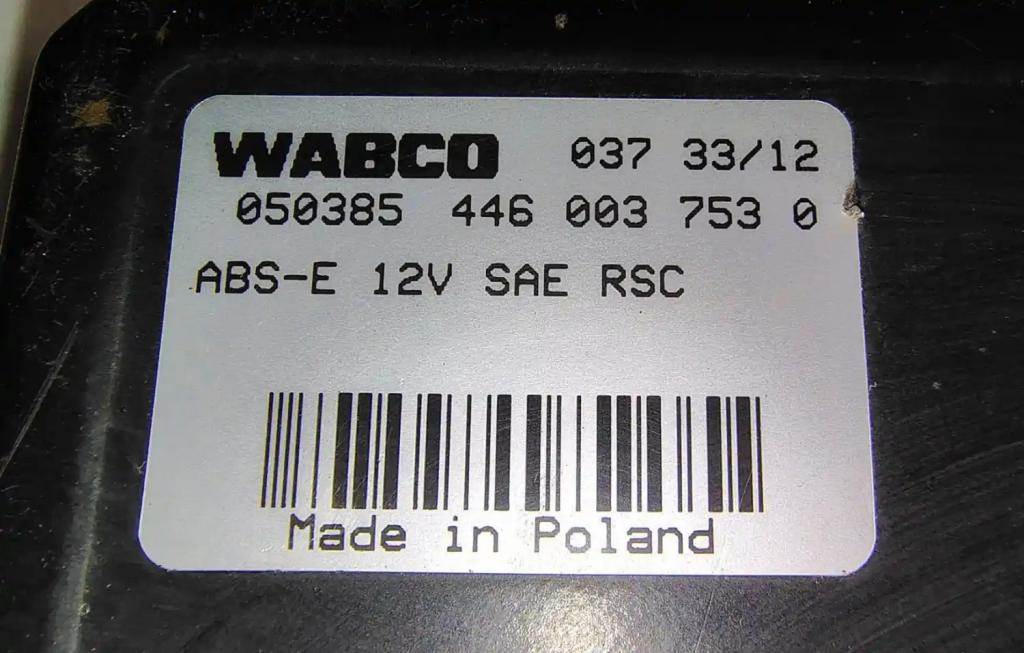 WABCO 037 33/12
050385 446 003 753 0
ABS-E 12V SAE RSC
Made in Poland